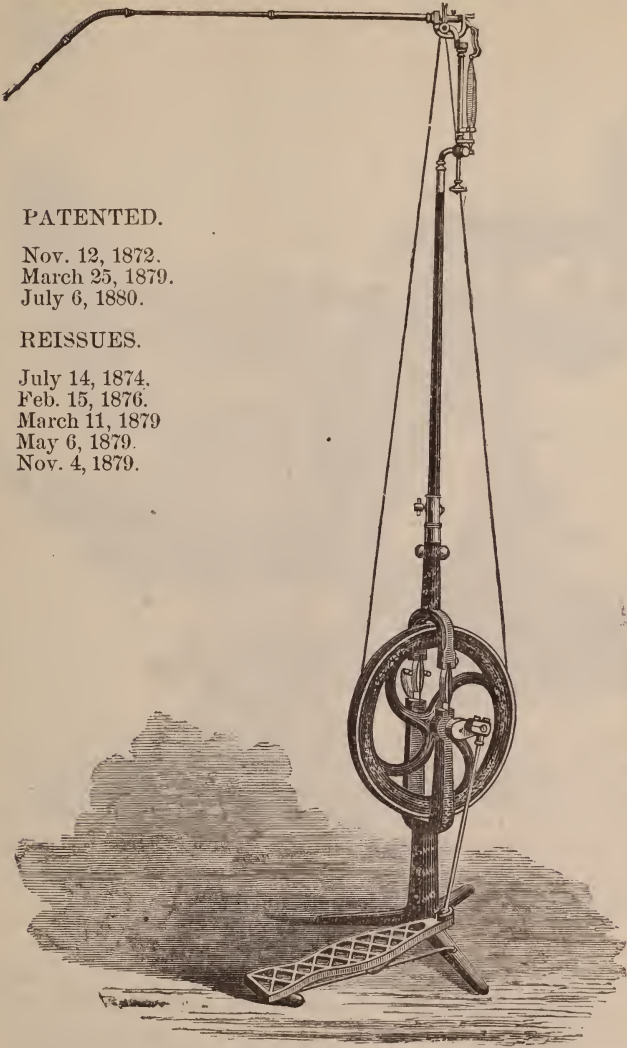 PATENTED.
Nov. 12, 1872.
March 25, 1879.
July 6, 1880.
REISSUES.
July 14, 1874.
Feb. 15, 1876.
March 11, 1879
May 6, 1879.
Nov. 4, 1879.